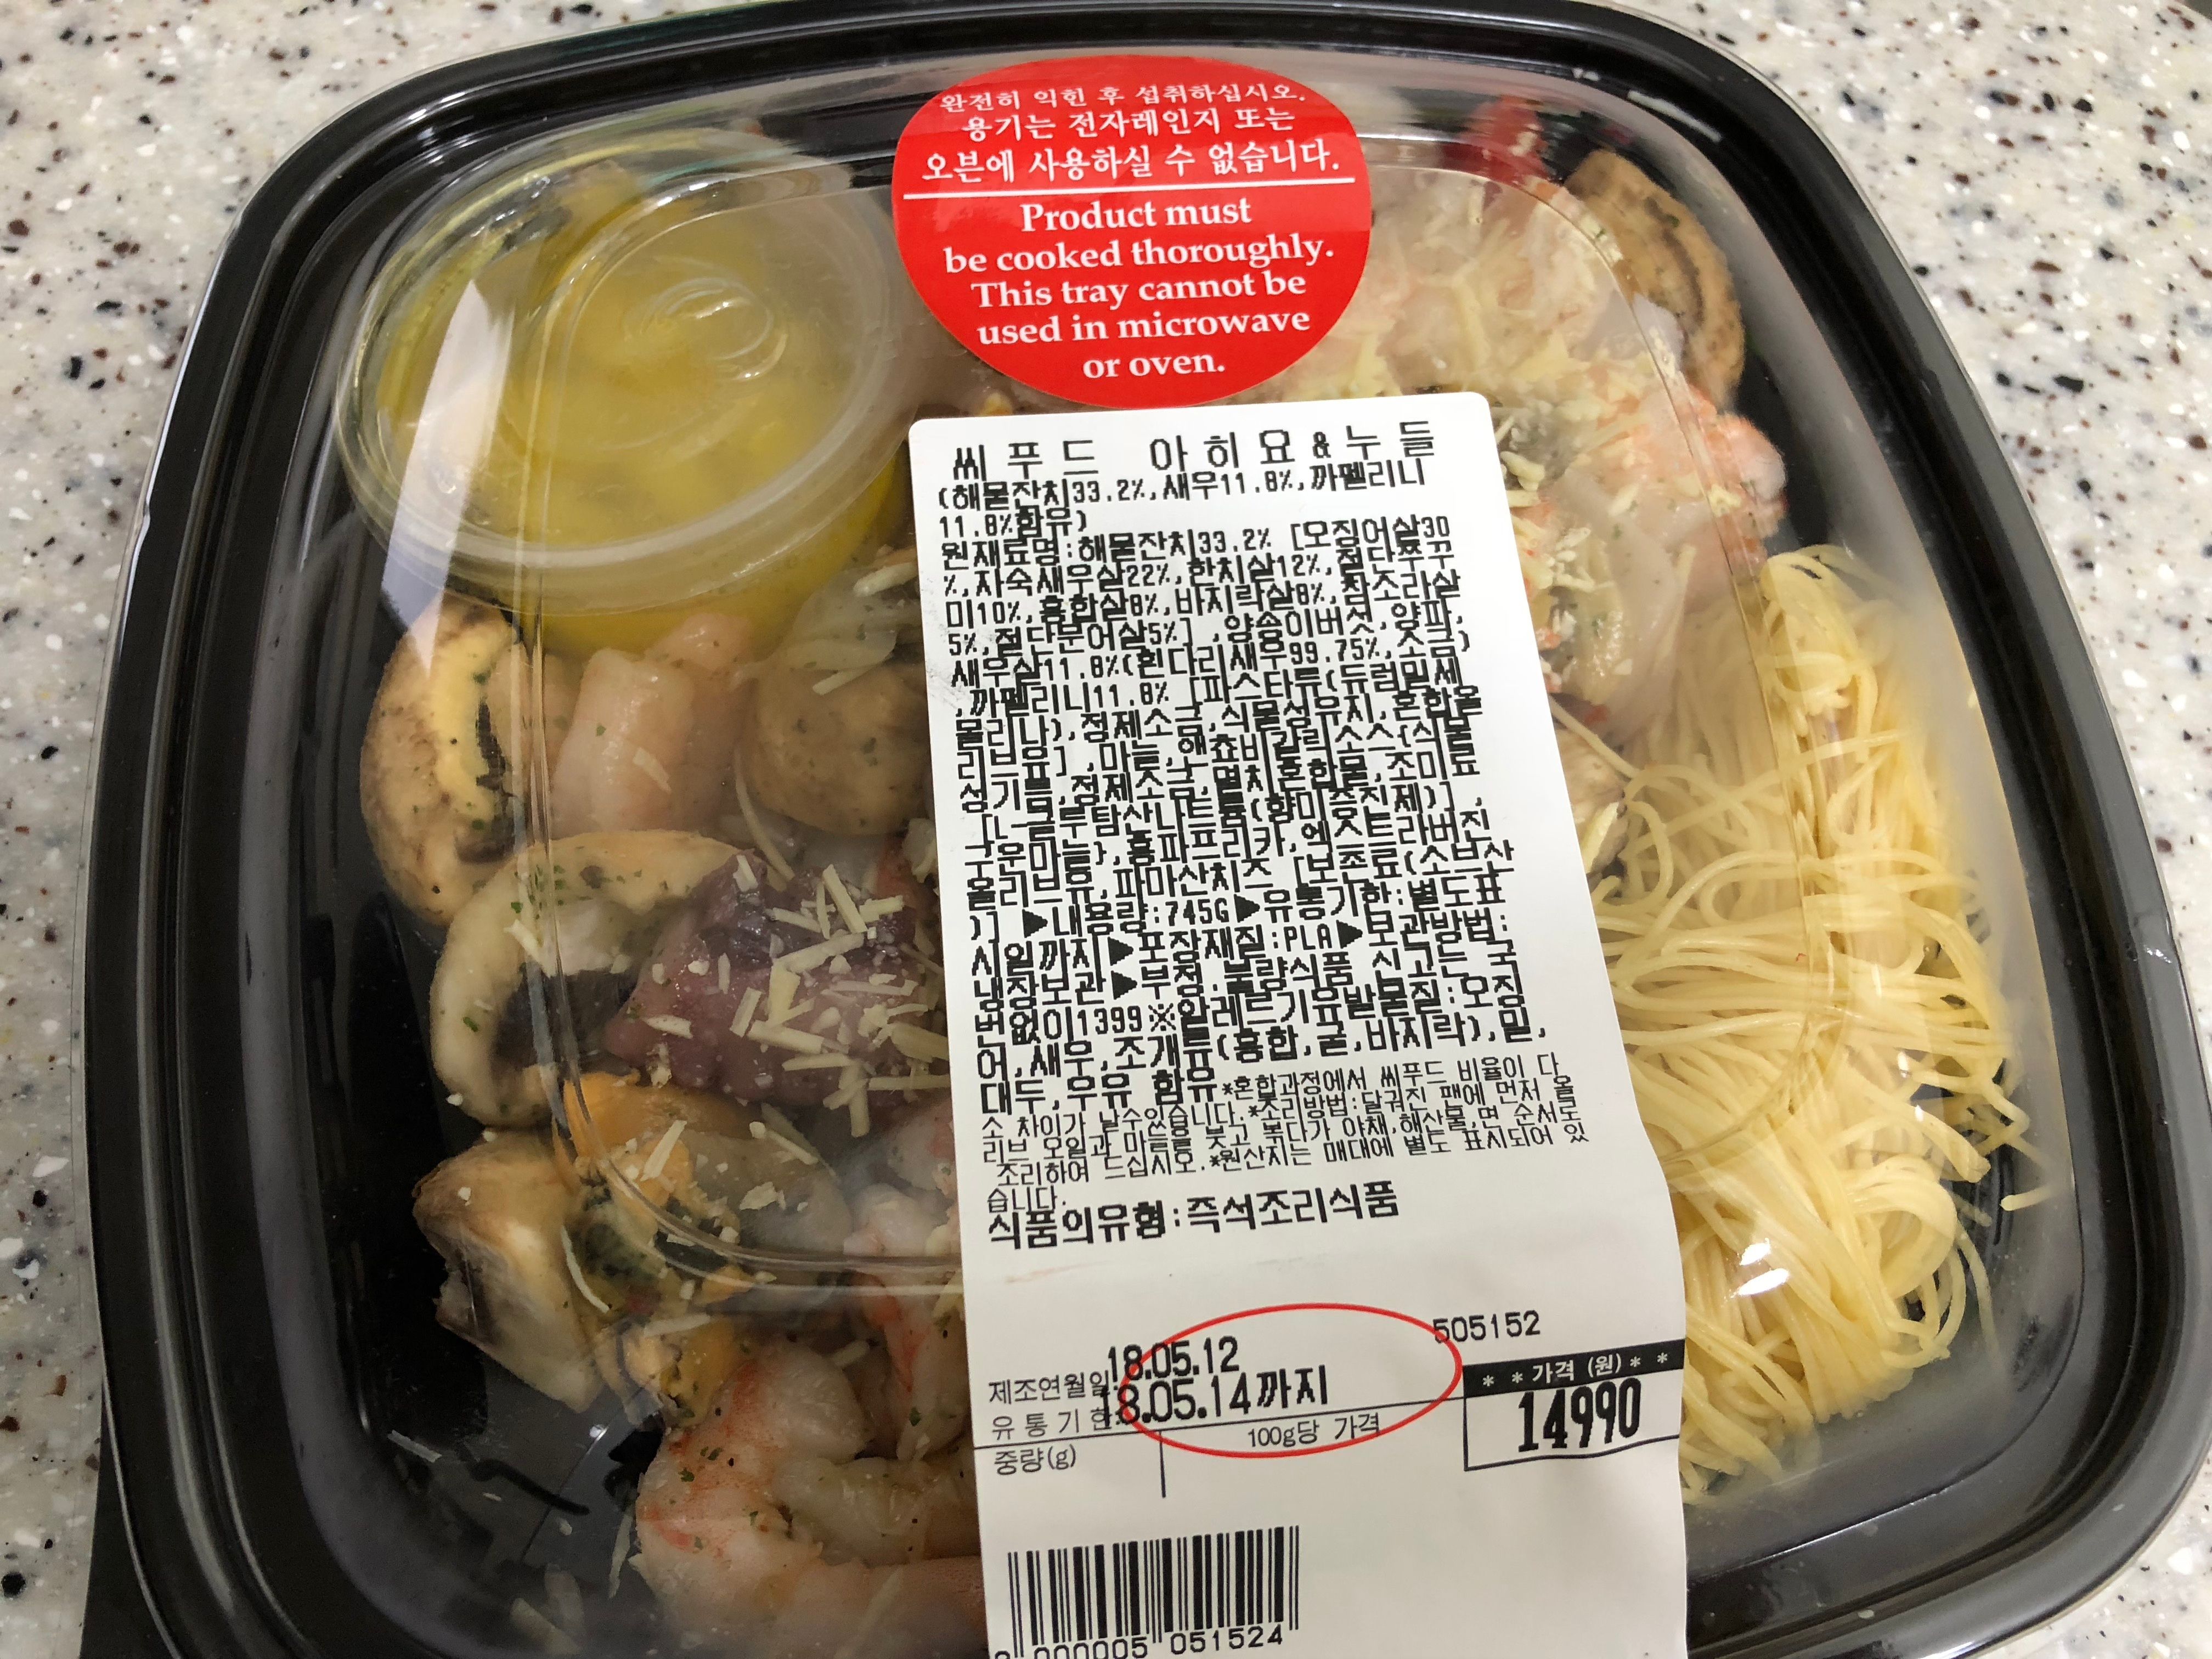 완전히 익힌 후 섭취하십시오.
용기는 전자레인지 또는
오븐에 사용하실 수 없습니다.
Product must
be cooked thoroughly.
This tray cannot be
used in microwave
or oven.
씨푸드 아히요&누들
(해물잔치33.2%,새우11.8%,까펠리니
11.8%함유)
원재료명:해물잔치33.2% [오징어살30
%,자숙새우살22%,한치살12%,절단쭈꾸
미10%,홍합살8%,바지락살8%,참소라살
5%,절단문어살5%],양송이버섯,양파,
새우살11.8%(흰다리새우99.75%,소금)
,까펠리니11.8% [파스타류(듀럼밀세
몰리나),정제소금,식물성유지,혼합올
리브유],마늘,앤쵸비갈릭소스{식물
성기름,정제소금,멸치혼합물,조미료
[L-글루탐산나트륨(향미증진제)],
구운마늘},홍파프리카,엑스트라버진
올리브유,파마산치즈 [보존료(소브산
)] ▶내용량:745G▶유통기한:별도표
시일까지▶포장재질:PLA▶보관방법:
냉장보관▶부정.불량식품 신고는 국
번없이1399※알레르기유발물질:오징
어,새우,조개류(홍합,굴,바지락),밀,
대두,우유 함유*혼합과정에서 씨푸드 비율이 다
소 차이가 날수있습니다.*조리방법:달궈진 팬에 먼저 올
리브 오일과 마늘을 붓고 볶다가 야채,해산물,면 순서로
조리하여 드십시오.*원산지는 매대에 별도 표시되어 있
습니다.
식품의유형:즉석조리식품
505152
제조연월일 18.05.12
유통기한 18.05.14까지
중량(g) 100g당 가격
* * 가격 (원) * *
14990
0 000005 051524